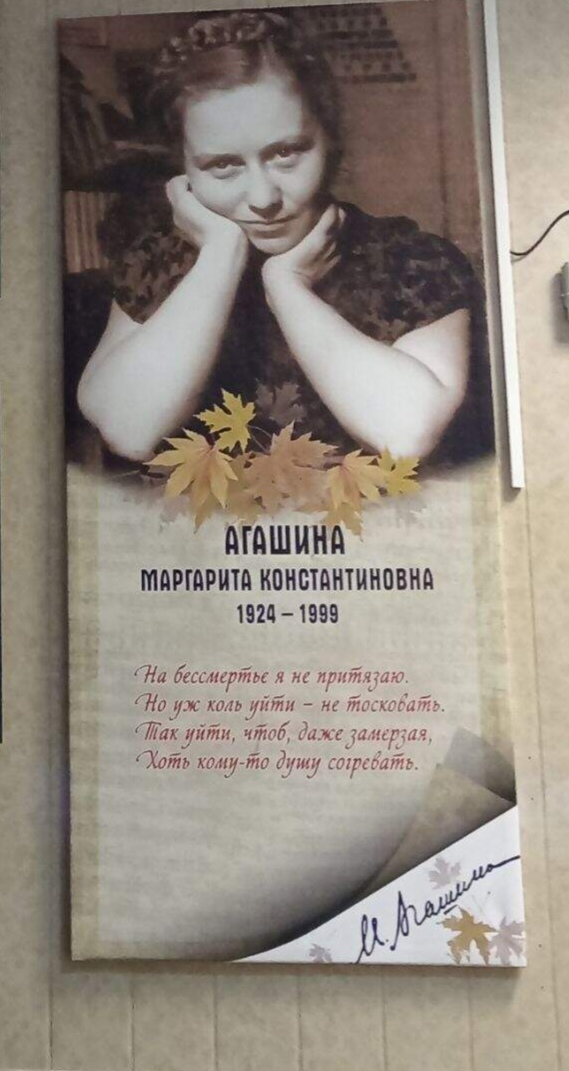 АГАШИНА
МАРГАРИТА КОНСТАНТИНОВНА
1924 – 1999
На бессмертье я не притязаю.
Но уж коль уйти – не тосковать.
Так уйти, чтоб, даже замерзая,
Хоть кому-то душу согревать.
М. Агашина